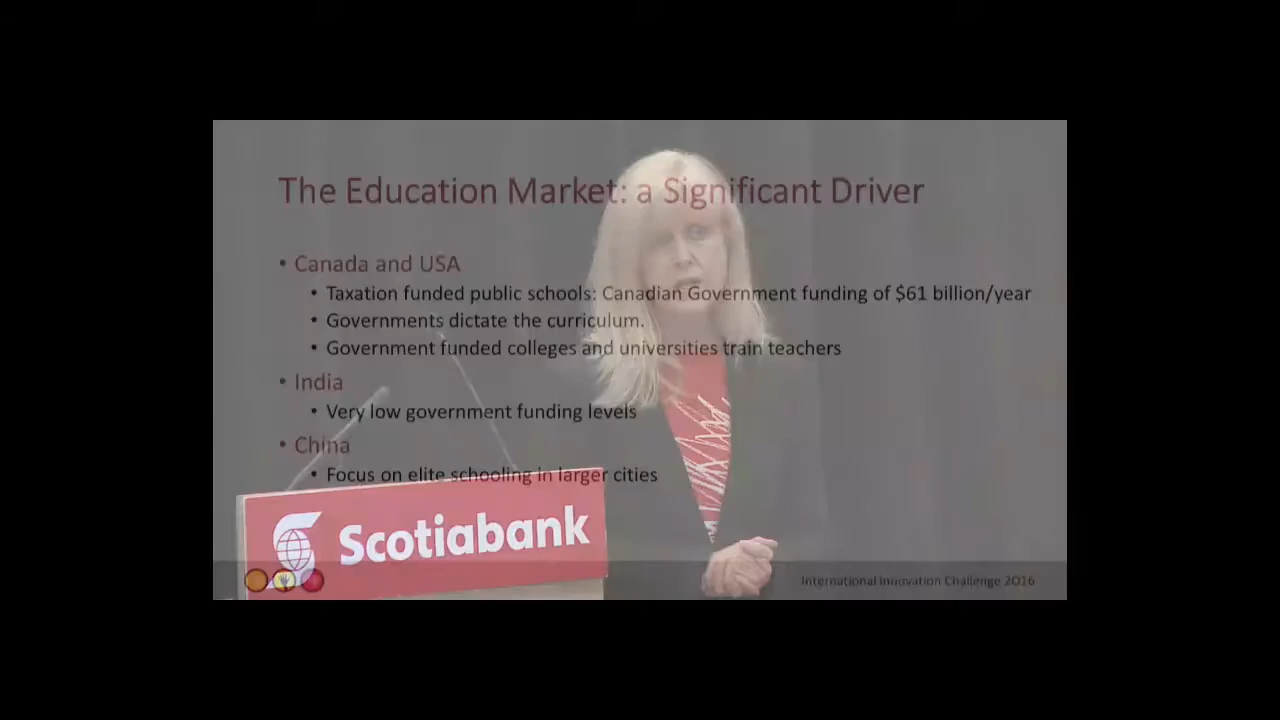 The Education Market: a Significant Driver
• Canada and USA
• Taxation funded public schools: Canadian Government funding of $61 billion/year
• Governments dictate the curriculum.
• Government funded colleges and universities train teachers
• India
• Very low government funding levels
• China
• Focus on elite schooling in larger cities
Scotiabank
International Innovation Challenge 2016